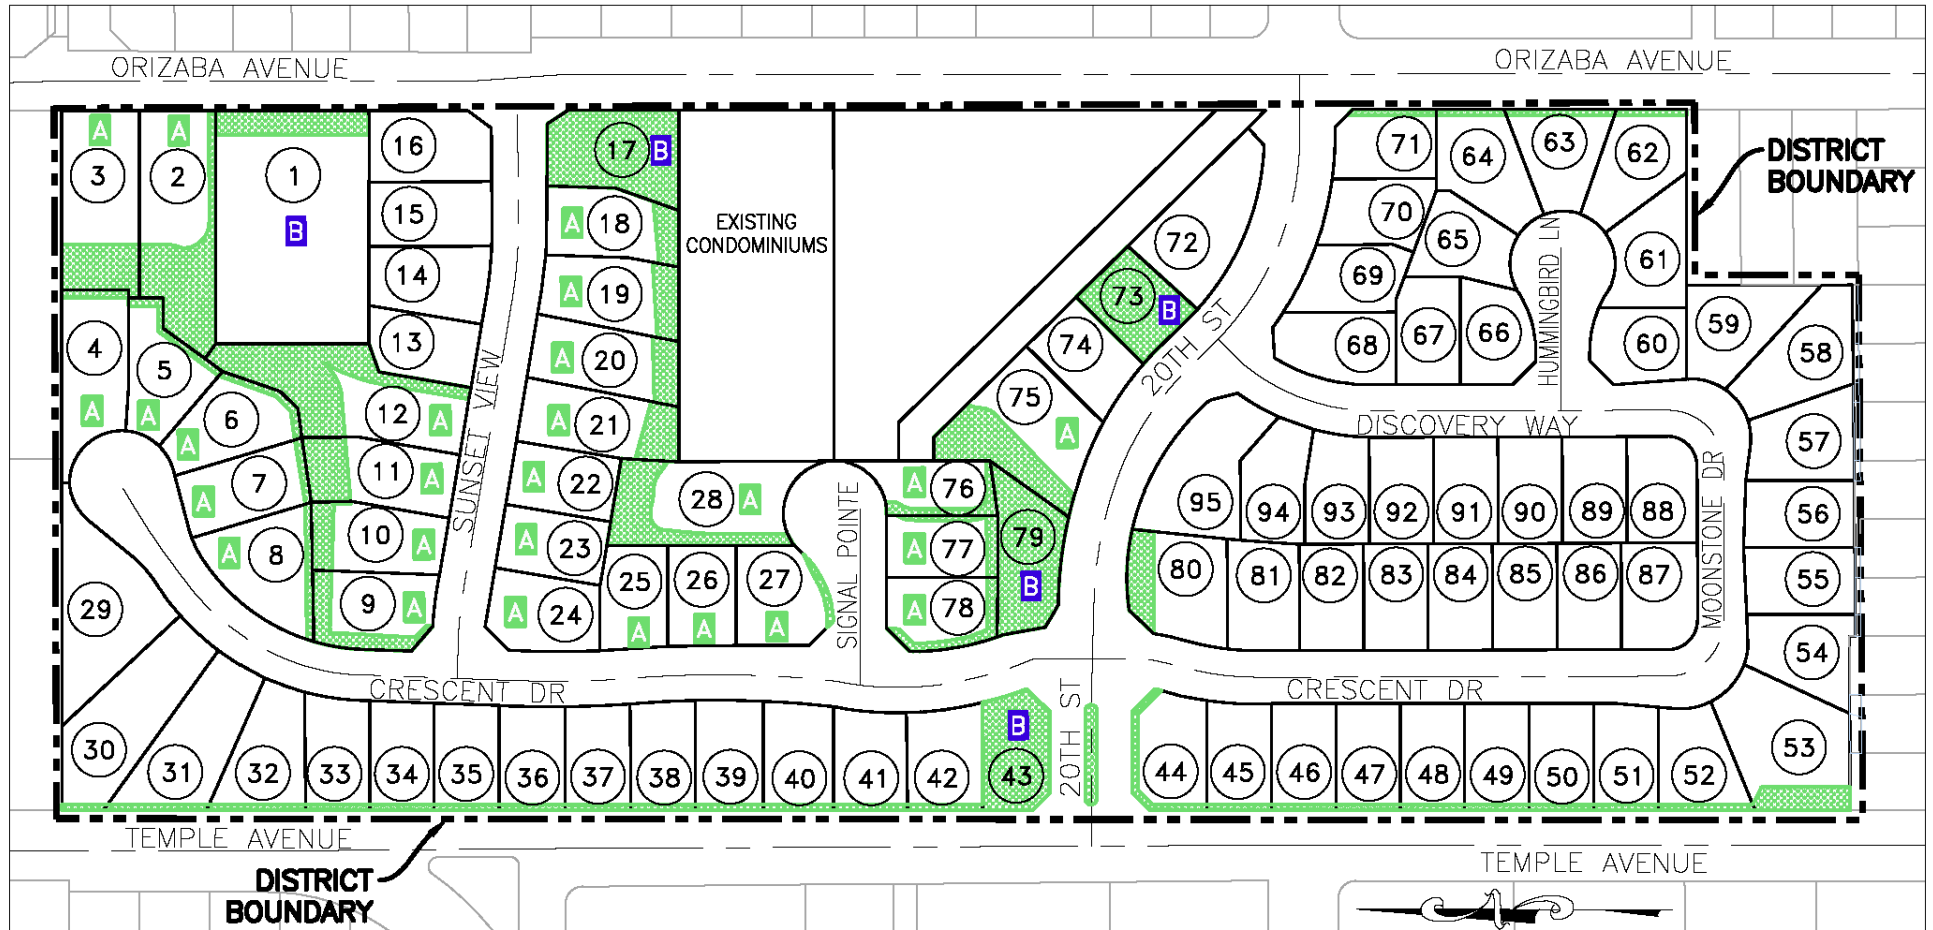 ORIZABA AVENUE
ORIZABA AVENUE
DISTRICT
BOUNDARY
A
A
3
2
1
B
16
15
14
13
17
B
A
18
A
19
A
20
A
21
A
22
A
23
A
24
EXISTING
CONDOMINIUMS
72
73
B
74
75
A
20TH ST
71
64
63
62
70
65
69
61
68
67
66
60
59
58
HUMMINGBIRD LN
DISCOVERY WAY
4
A
5
A
6
A
7
A
8
A
12
A
11
A
10
A
9
A
SUNSET VIEW
28
A
25
A
26
A
27
A
SIGNAL POINTE
A
76
A
77
A
78
79
B
95
94
93
92
91
90
89
88
80
81
82
83
84
85
86
87
MOONSTONE DR
57
56
55
54
53
29
30
31
32
33
34
35
36
37
38
39
40
41
42
B
43
CRESCENT DR
20TH ST
CRESCENT DR
44
45
46
47
48
49
50
51
52
TEMPLE AVENUE
TEMPLE AVENUE
DISTRICT
BOUNDARY
N